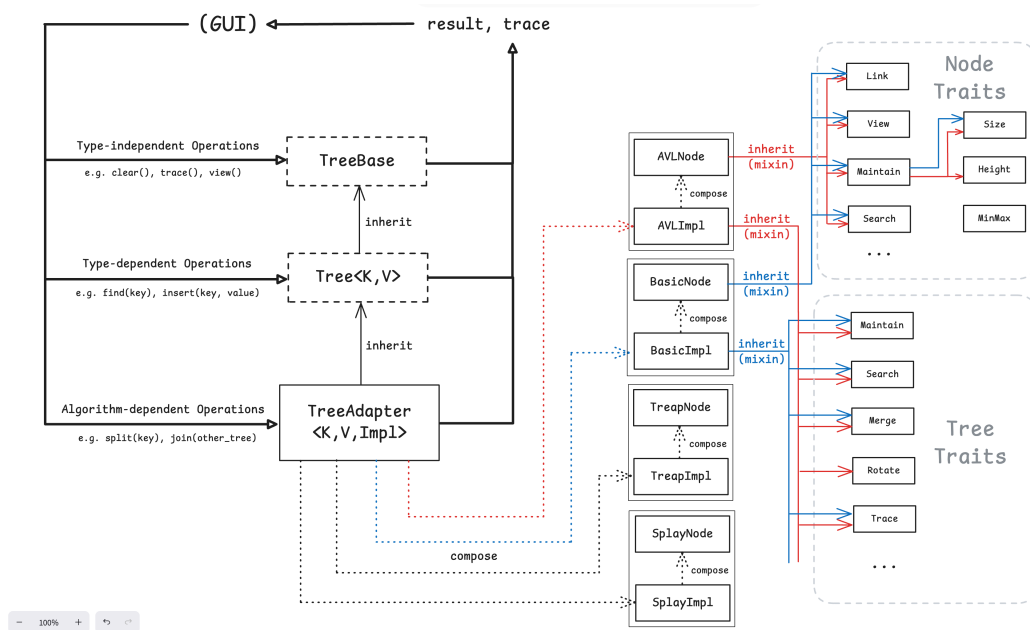 (GUI)
result, trace
Type-independent Operations
e.g. clear(), trace(), view()
TreeBase
inherit
Type-dependent Operations
e.g. find(key), insert(key, value)
Tree<K,V>
inherit
Algorithm-dependent Operations
e.g. split(key), join(other_tree)
TreeAdapter
<K,V,Impl>
compose
AVLNode
compose
AVLImpl
BasicNode
compose
BasicImpl
TreapNode
compose
TreapImpl
SplayNode
compose
SplayImpl
inherit
(mixin)
inherit
(mixin)
inherit
(mixin)
inherit
(mixin)
Node
Traits
Link
View
Maintain
Search
...
Size
Height
MinMax
Tree
Traits
Maintain
Search
Merge
Rotate
Trace
...
− 100% +